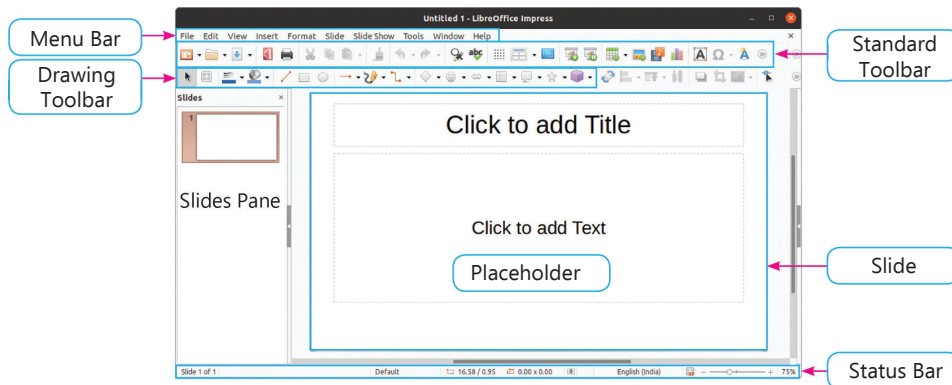 Untitled 1 - LibreOffice Impress
Menu Bar
File Edit View Insert Format Slide Slide Show Tools Window Help
Standard
Toolbar
Drawing
Toolbar
Slides
1
Slides Pane
Click to add Title
Click to add Text
Placeholder
Slide
Slide 1 of 1
Default
16.58 / 0.95
0.00 x 0.00
English (India)
75%
Status Bar